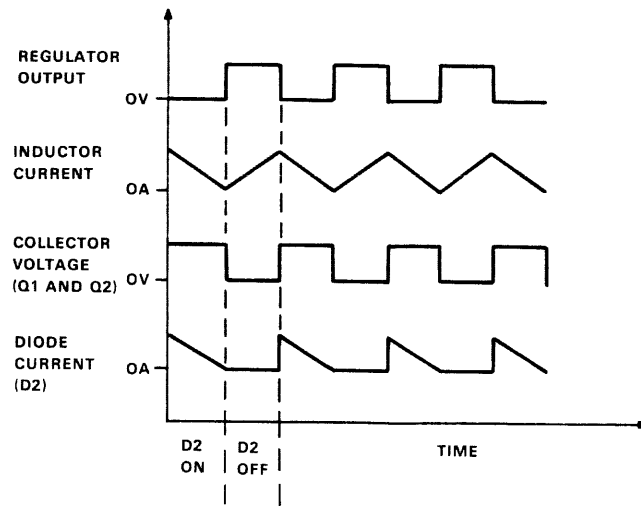 REGULATOR
OUTPUT
OV
INDUCTOR
CURRENT
OA
COLLECTOR
VOLTAGE
(Q1 AND Q2)
OV
DIODE
CURRENT
(D2)
OA
D2
ON
D2
OFF
TIME